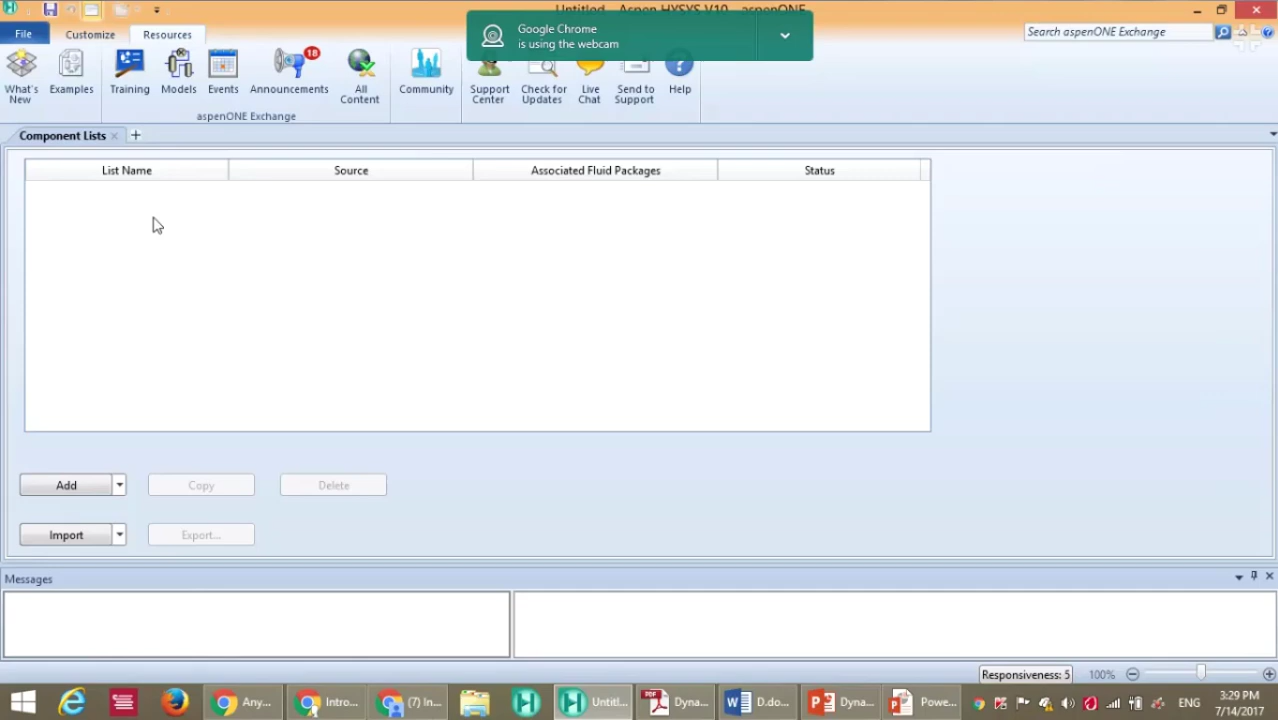 Untitled - Aspen HYSYS V10 - aspenONE
Google Chrome
is using the webcam
File
Customize
Resources
Search aspenONE Exchange
What's
New
Examples
Training
Models
Events
18
Announcements
All
Content
Community
Support
Center
Check for
Updates
Live
Chat
Send to
Support
Help
aspenONE Exchange
Component Lists
List Name
Source
Associated Fluid Packages
Status
Add
Copy
Delete
Import
Export...
Messages
Responsiveness: 5
100%
Any...
Intro...
(7) In...
Untitl...
PDF
Dyna...
D.do...
Dyna...
Powe...
ENG
3:29 PM
7/14/2017